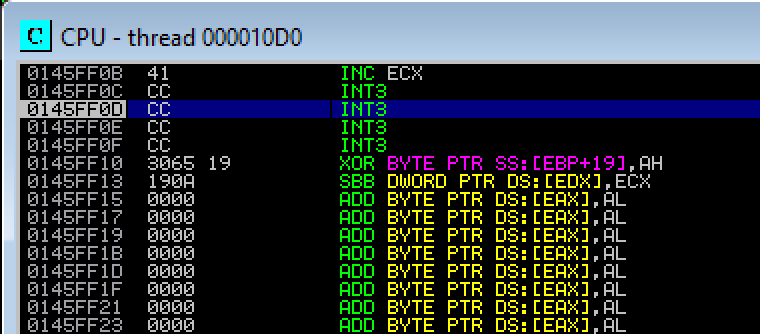 C CPU - thread 000010D0
0145FF0B 41 INC ECX
0145FF0C CC INT3
0145FF0D CC INT3
0145FF0E CC INT3
0145FF0F CC INT3
0145FF10 3065 19 XOR BYTE PTR SS:[EBP+19],AH
0145FF13 190A SBB DWORD PTR DS:[EDX],ECX
0145FF15 0000 ADD BYTE PTR DS:[EAX],AL
0145FF17 0000 ADD BYTE PTR DS:[EAX],AL
0145FF19 0000 ADD BYTE PTR DS:[EAX],AL
0145FF1B 0000 ADD BYTE PTR DS:[EAX],AL
0145FF1D 0000 ADD BYTE PTR DS:[EAX],AL
0145FF1F 0000 ADD BYTE PTR DS:[EAX],AL
0145FF21 0000 ADD BYTE PTR DS:[EAX],AL
0145FF23 0000 ADD BYTE PTR DS:[EAX],AL